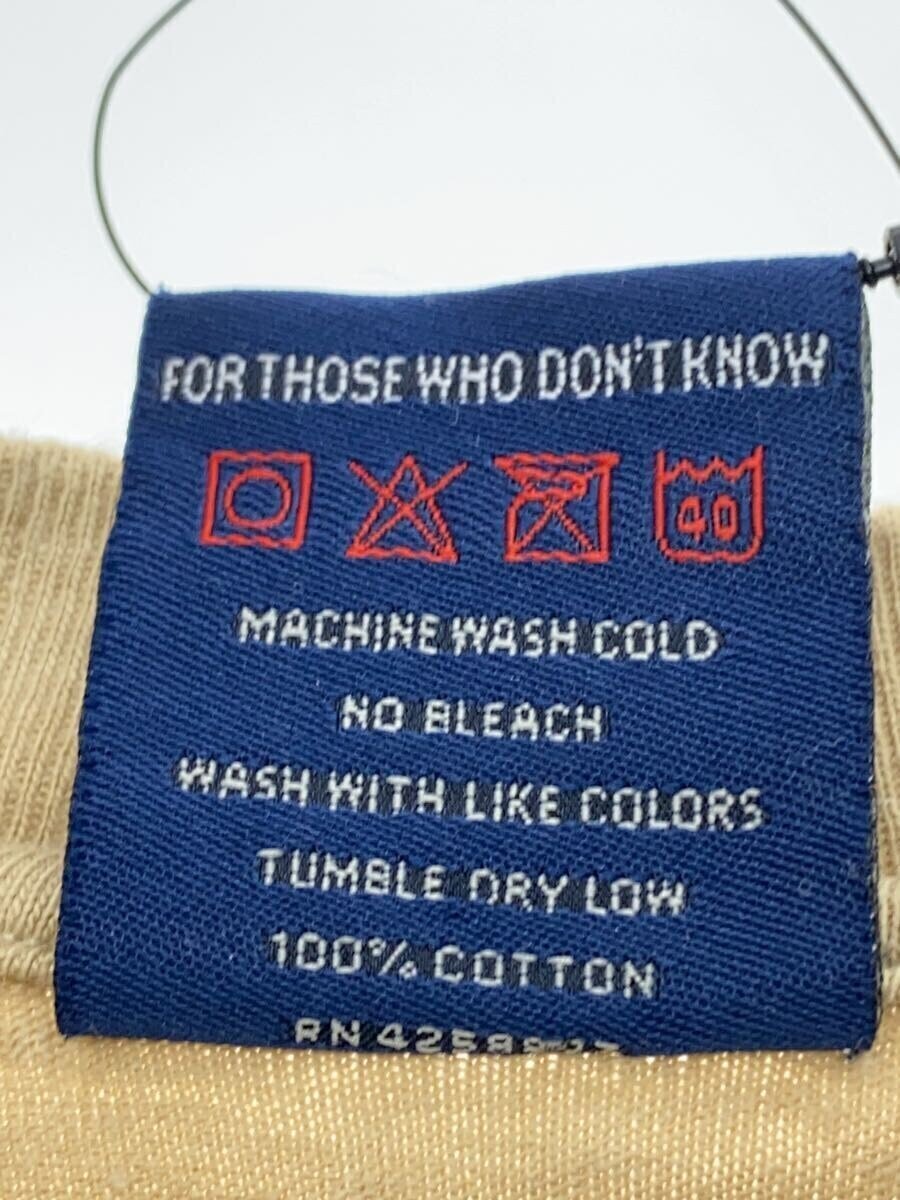 FOR THOSE WHO DON'T KNOW
40
MACHINE WASH COLD
NO BLEACH
WASH WITH LIKE COLORS
TUMBLE DRY LOW
100% COTTON
RN